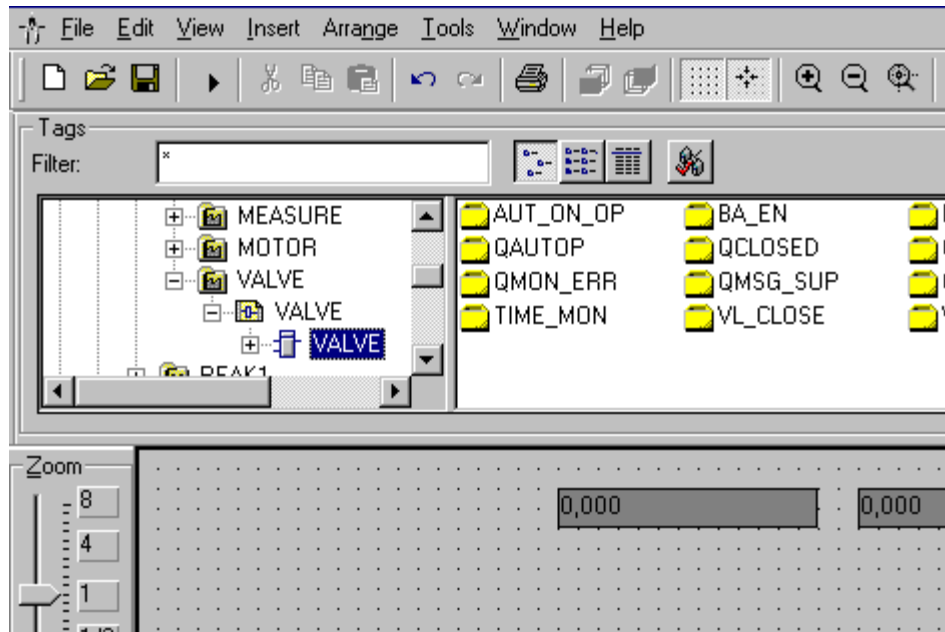 File Edit View Insert Arrange Tools Window Help
Tags
Filter: *
MEASURE
MOTOR
VALVE
VALVE
VALVE
REAK1
AUT_ON_OP BA_EN
QAUTOP QCLOSED
QMON_ERR QMSG_SUP
TIME_MON VL_CLOSE
Zoom
8
4
1
0,000 0,000